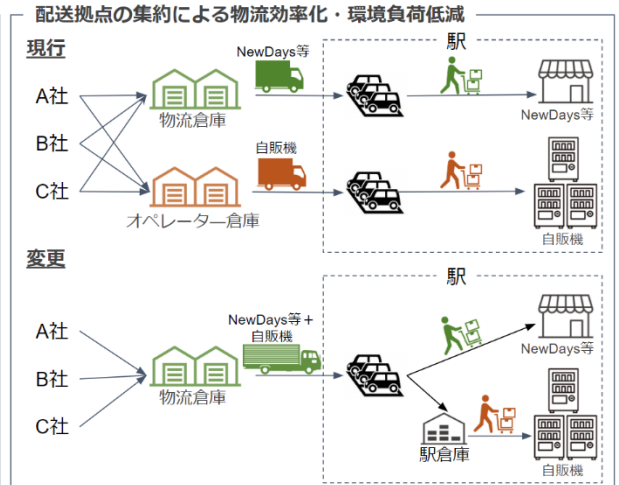 配送拠点の集約による物流効率化・環境負荷低減
現行
A社
B社
C社
物流倉庫
オペレーター倉庫
NewDays等
自販機
駅
NewDays等
自販機
変更
A社
B社
C社
物流倉庫
NewDays等＋
自販機
駅
NewDays等
駅倉庫
自販機